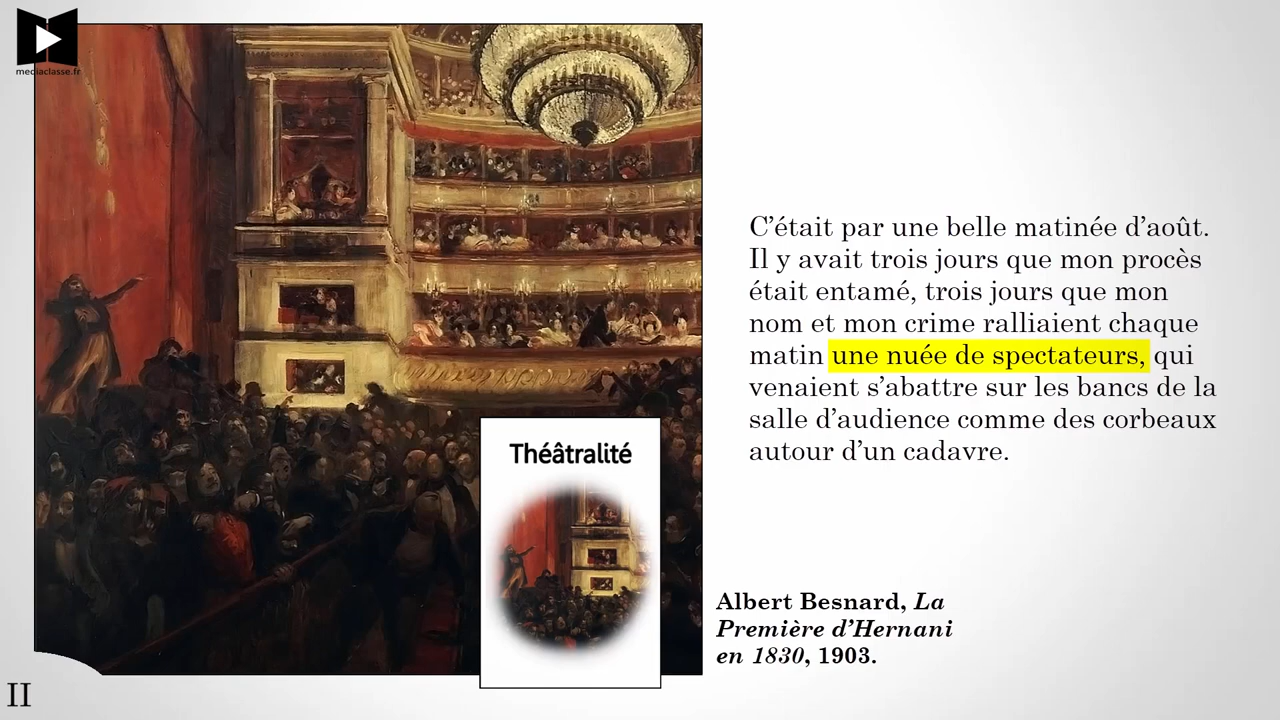 mediaclasse.fr
C’était par une belle matinée d’août.
Il y avait trois jours que mon procès
était entamé, trois jours que mon
nom et mon crime ralliaient chaque
matin une nuée de spectateurs, qui
venaient s’abattre sur les bancs de la
salle d’audience comme des corbeaux
autour d’un cadavre.
Théâtralité
Albert Besnard, La
Première d’Hernani
en 1830, 1903.
II